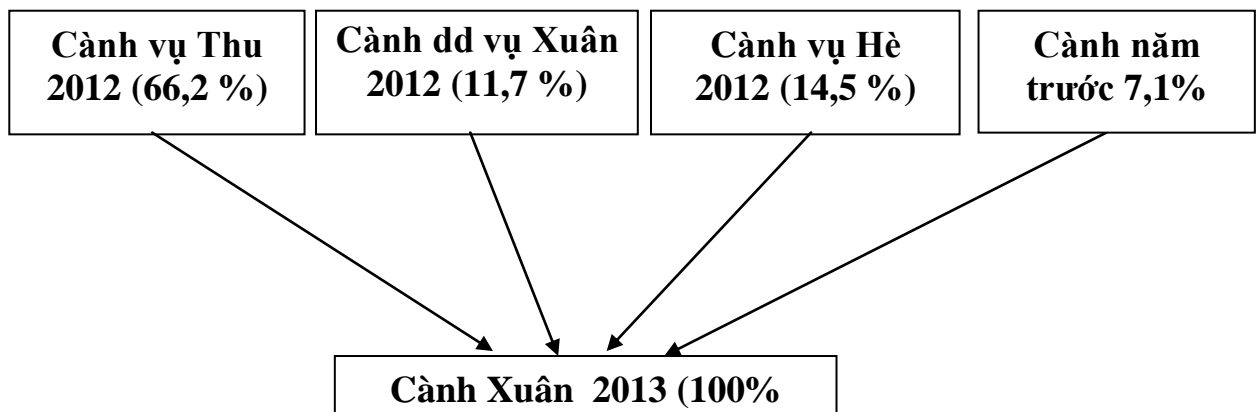 Cành vụ Thu
2012 (66,2 %)
Cành dd vụ Xuân
2012 (11,7 %)
Cành vụ Hè
2012 (14,5 %)
Cành năm
trước 7,1%
Cành Xuân 2013 (100%